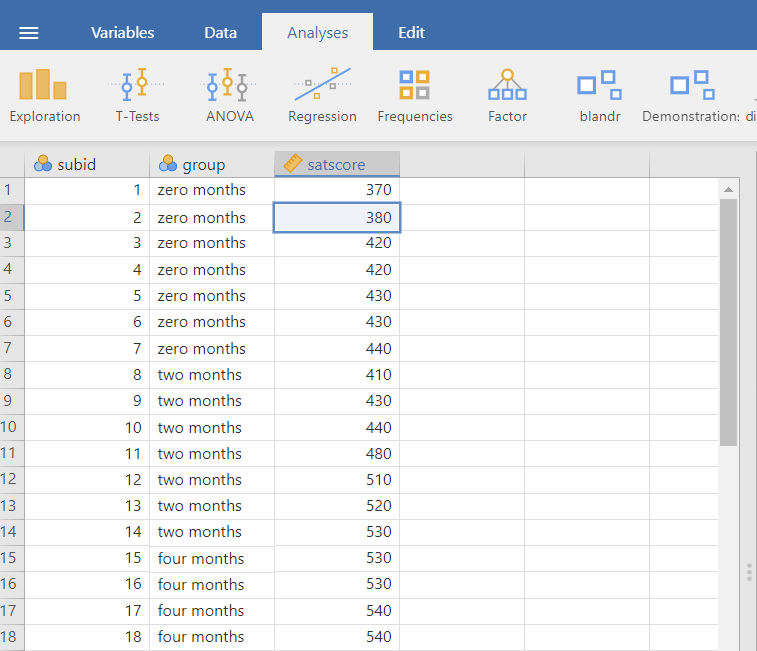 Variables Data Analyses Edit
Exploration T-Tests ANOVA Regression Frequencies Factor blandr Demonstrations di
subid group satscore
1 1 zero months 370
2 2 zero months 380
3 3 zero months 420
4 4 zero months 420
5 5 zero months 430
6 6 zero months 430
7 7 zero months 440
8 8 two months 410
9 9 two months 430
10 10 two months 440
11 11 two months 480
12 12 two months 510
13 13 two months 520
14 14 two months 530
15 15 four months 530
16 16 four months 530
17 17 four months 540
18 18 four months 540